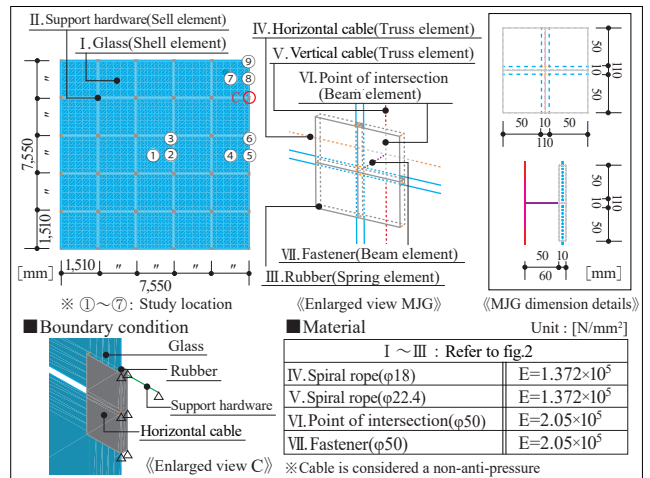 II.Support hardware(Sell element)
I.Glass(Shell element)
⑨
⑦ ⑧
C
③ ⑥
① ② ④ ⑤
7,550
〃
〃
〃
〃
1,510
[mm]
1,510 〃 〃 〃 〃
7,550
※ ①～⑦: Study location
IV.Horizontal cable(Truss element)
V.Vertical cable(Truss element)
VI.Point of intersection
(Beam element)
VII.Fastener(Beam element)
III.Rubber(Spring element)
《Enlarged view MJG》
50
10
50
110
50 10 50
110
50
10
50
110
50 10
60
[mm]
《MJG dimension details》
■Boundary condition
Glass
Rubber
Support hardware
Horizontal cable
《Enlarged view C》
■Material
Unit : [N/mm²]
I ～III : Refer to fig.2
IV.Spiral rope(φ18) E=1.372×10⁵
V.Spiral rope(φ22.4) E=1.372×10⁵
VI.Point of intersection(φ50) E=2.05×10⁵
VII.Fastener(φ50) E=2.05×10⁵
※Cable is considered a non-anti-pressure